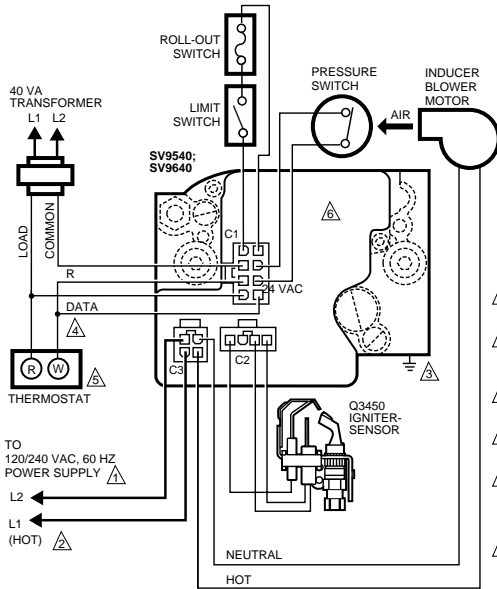 ROLL-OUT
SWITCH
40 VA
TRANSFORMER
L1 L2
LIMIT
SWITCH
PRESSURE
SWITCH
INDUCER
BLOWER
MOTOR
AIR
SV9540;
SV9640
LOAD
COMMON
C1
6
R
24 VAC
DATA
4
R W
5
THERMOSTAT
C3
C2
3
Q3450
IGNITER-
SENSOR
TO
120/240 VAC, 60 HZ
POWER SUPPLY 1
L2
L1
(HOT) 2
NEUTRAL
HOT